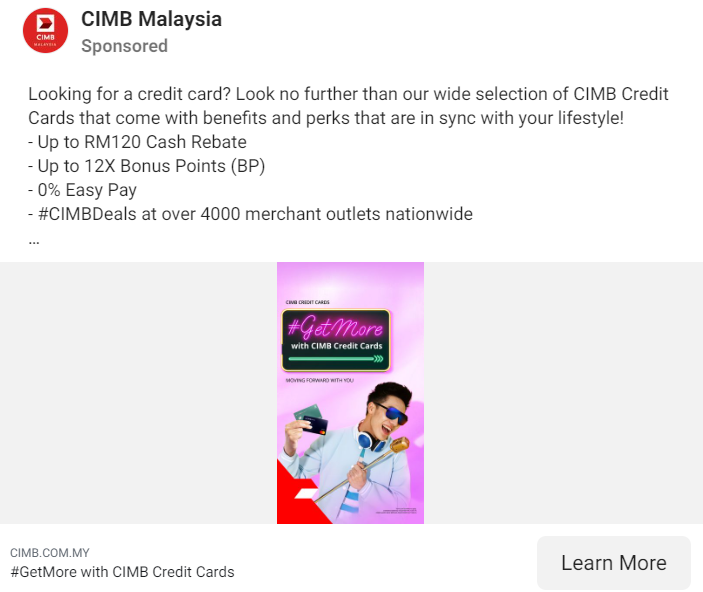 CIMB
MALAYSIA
CIMB Malaysia
Sponsored
Looking for a credit card? Look no further than our wide selection of CIMB Credit
Cards that come with benefits and perks that are in sync with your lifestyle!
- Up to RM120 Cash Rebate
- Up to 12X Bonus Points (BP)
- 0% Easy Pay
- #CIMBDeals at over 4000 merchant outlets nationwide
...
CIMB CREDIT CARDS
#GetMore
with CIMB Credit Cards
MOVING FORWARD WITH YOU
CIMB.COM.MY
#GetMore with CIMB Credit Cards
Learn More